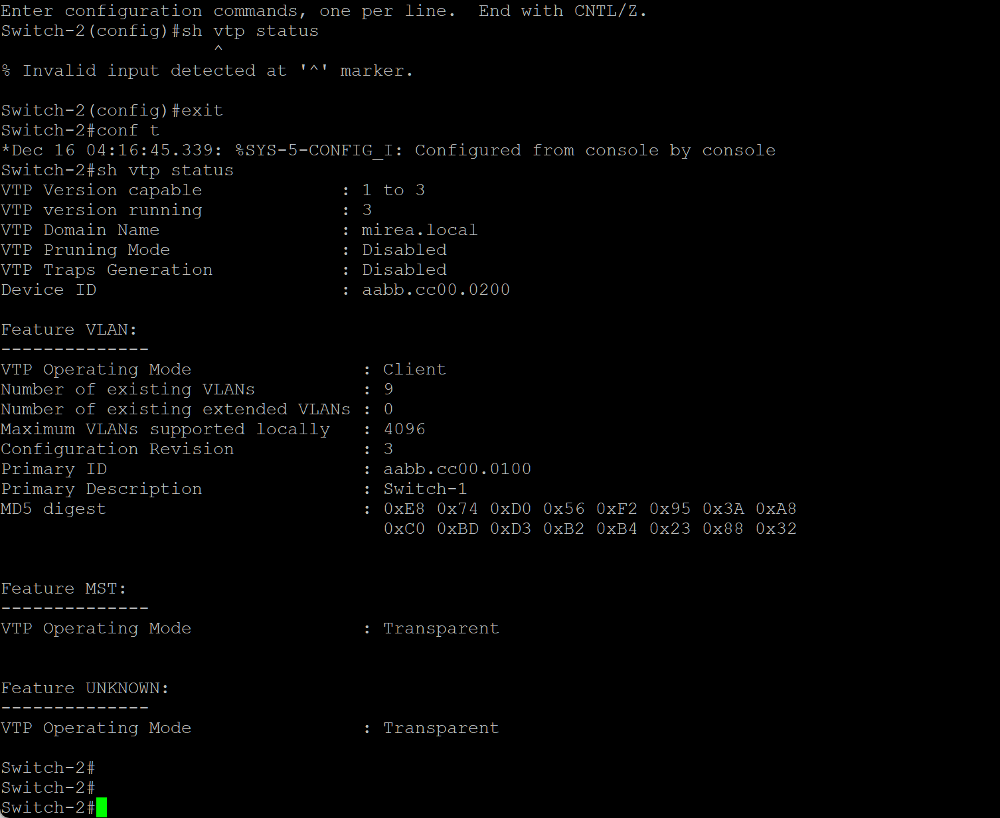 Enter configuration commands, one per line.  End with CNTL/Z.
Switch-2(config)#sh vtp status
                    ^
% Invalid input detected at '^' marker.

Switch-2(config)#exit
Switch-2#conf t
*Dec 16 04:16:45.339: %SYS-5-CONFIG_I: Configured from console by console
Switch-2#sh vtp status
VTP Version capable             : 1 to 3
VTP version running             : 3
VTP Domain Name                 : mirea.local
VTP Pruning Mode                : Disabled
VTP Traps Generation            : Disabled
Device ID                       : aabb.cc00.0200

Feature VLAN:
--------------
VTP Operating Mode                : Client
Number of existing VLANs          : 9
Number of existing extended VLANs : 0
Maximum VLANs supported locally   : 4096
Configuration Revision            : 3
Primary ID                        : aabb.cc00.0100
Primary Description               : Switch-1
MD5 digest                        : 0xE8 0x74 0xD0 0x56 0xF2 0x95 0x3A 0xA8
                                    0xC0 0xBD 0xD3 0xB2 0xB4 0x23 0x88 0x32


Feature MST:
--------------
VTP Operating Mode                : Transparent


Feature UNKNOWN:
--------------
VTP Operating Mode                : Transparent

Switch-2#
Switch-2#
Switch-2#